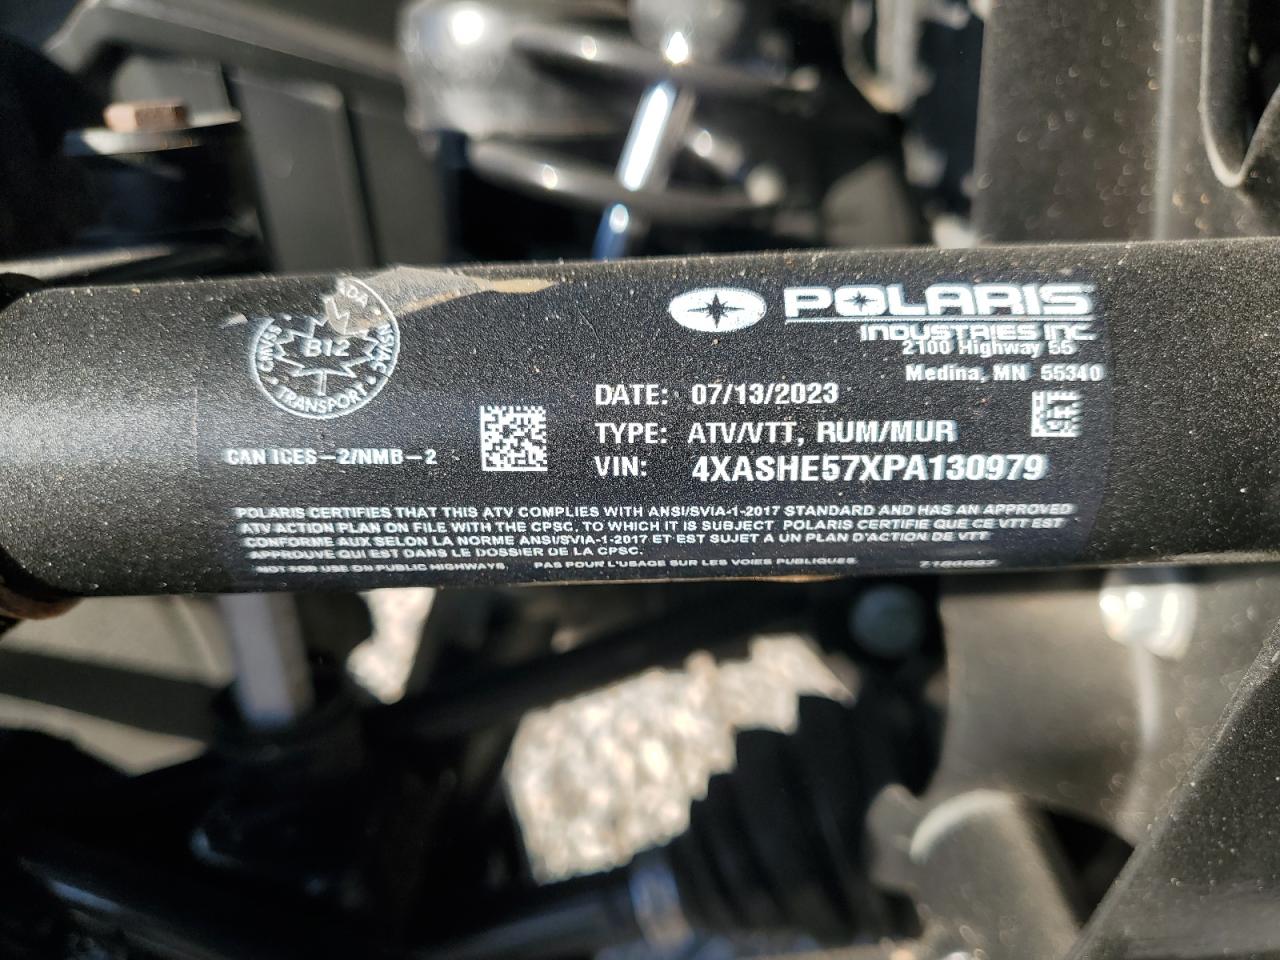 POLARIS
INDUSTRIES INC.
2100 Highway 55
Medina, MN 55340
CMVSS
NSVAC
B12
TRANSPORT
CAN ICES-2/NMB-2
DATE: 07/13/2023
TYPE: ATV/VTT, RUM/MUR
VIN: 4XASHE57XPA130979
POLARIS CERTIFIES THAT THIS ATV COMPLIES WITH ANSI/SVIA-1-2017 STANDARD AND HAS AN APPROVED
ATV ACTION PLAN ON FILE WITH THE CPSC, TO WHICH IT IS SUBJECT POLARIS CERTIFIE QUE CE VTT EST
CONFORME AUX SELON LA NORME ANSI/SVIA-1-2017 ET EST SUJET A UN PLAN D'ACTION DE VTT
APPROUVE QUI EST DANS LE DOSSIER DE LA CPSC.
NOT FOR USE ON PUBLIC HIGHWAYS. PAS POUR L'USAGE SUR LES VOIES PUBLIQUES.